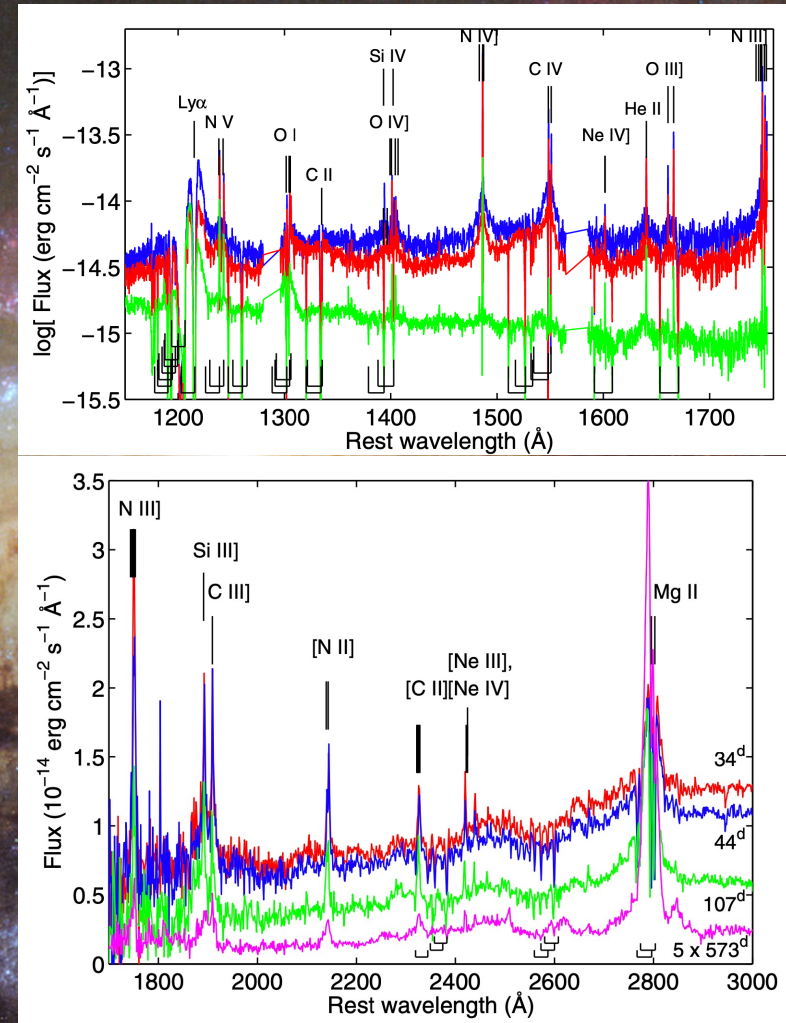 N IV]
N III]
Si IV
C IV
O III]
Lyα
N V
O I
O IV]
Ne IV]
He II
C II
log[ Flux (erg cm−2 s−1 Å−1)]
−13
−13.5
−14
−14.5
−15
−15.5
1200 1300 1400 1500 1600 1700
Rest wavelength (Å)
N III]
Si III]
C III]
Mg II
[N II]
[Ne III],
[C II][Ne IV]
34d
44d
107d
5 x 573d
Flux (10−14 erg cm−2 s−1 Å−1)
3.5
3
2.5
2
1.5
1
0.5
0
1800 2000 2200 2400 2600 2800 3000
Rest wavelength (Å)